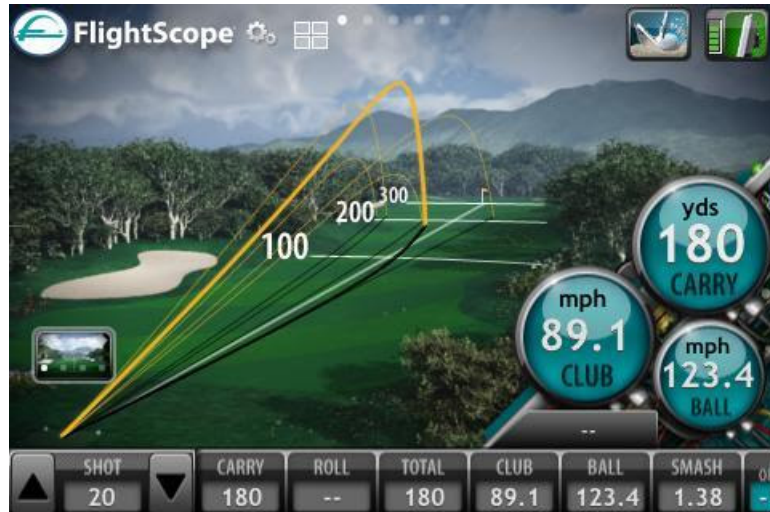 FlightScope
300
200
100
yds
180
CARRY
mph
89.1
CLUB
mph
123.4
BALL
--
SHOT CARRY ROLL TOTAL CLUB BALL SMASH
20 180 -- 180 89.1 123.4 1.38